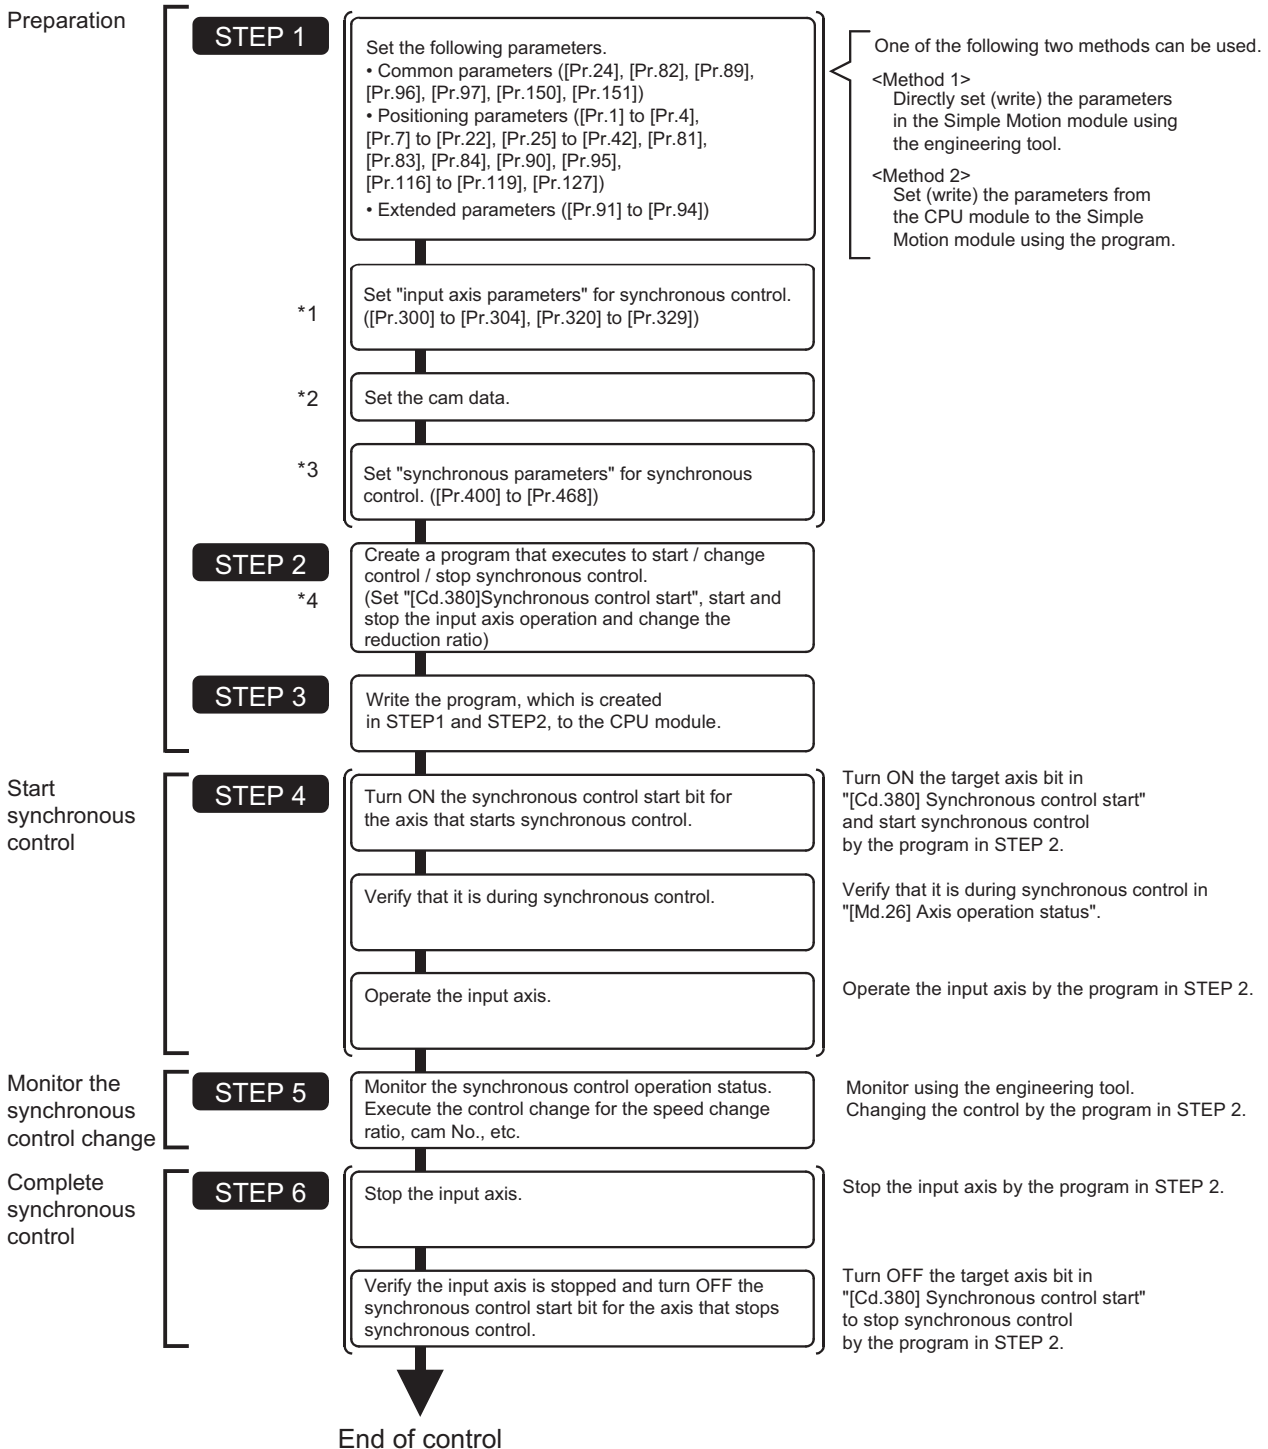 Preparation
STEP 1
Set the following parameters.
• Common parameters ([Pr.24], [Pr.82], [Pr.89],
[Pr.96], [Pr.97], [Pr.150], [Pr.151])
• Positioning parameters ([Pr.1] to [Pr.4],
[Pr.7] to [Pr.22], [Pr.25] to [Pr.42], [Pr.81],
[Pr.83], [Pr.84], [Pr.90], [Pr.95],
[Pr.116] to [Pr.119], [Pr.127])
• Extended parameters ([Pr.91] to [Pr.94])
One of the following two methods can be used.
<Method 1>
Directly set (write) the parameters
in the Simple Motion module using
the engineering tool.
<Method 2>
Set (write) the parameters from
the CPU module to the Simple
Motion module using the program.
*1
Set "input axis parameters" for synchronous control.
([Pr.300] to [Pr.304], [Pr.320] to [Pr.329])
*2
Set the cam data.
*3
Set "synchronous parameters" for synchronous
control. ([Pr.400] to [Pr.468])
STEP 2
*4
Create a program that executes to start / change
control / stop synchronous control.
(Set "[Cd.380]Synchronous control start", start and
stop the input axis operation and change the
reduction ratio)
STEP 3
Write the program, which is created
in STEP1 and STEP2, to the CPU module.
Start
synchronous
control
STEP 4
Turn ON the synchronous control start bit for
the axis that starts synchronous control.
Turn ON the target axis bit in
"[Cd.380] Synchronous control start"
and start synchronous control
by the program in STEP 2.
Verify that it is during synchronous control.
Verify that it is during synchronous control in
"[Md.26] Axis operation status".
Operate the input axis.
Operate the input axis by the program in STEP 2.
Monitor the
synchronous
control change
STEP 5
Monitor the synchronous control operation status.
Execute the control change for the speed change
ratio, cam No., etc.
Monitor using the engineering tool.
Changing the control by the program in STEP 2.
Complete
synchronous
control
STEP 6
Stop the input axis.
Stop the input axis by the program in STEP 2.
Verify the input axis is stopped and turn OFF the
synchronous control start bit for the axis that stops
synchronous control.
Turn OFF the target axis bit in
"[Cd.380] Synchronous control start"
to stop synchronous control
by the program in STEP 2.
End of control